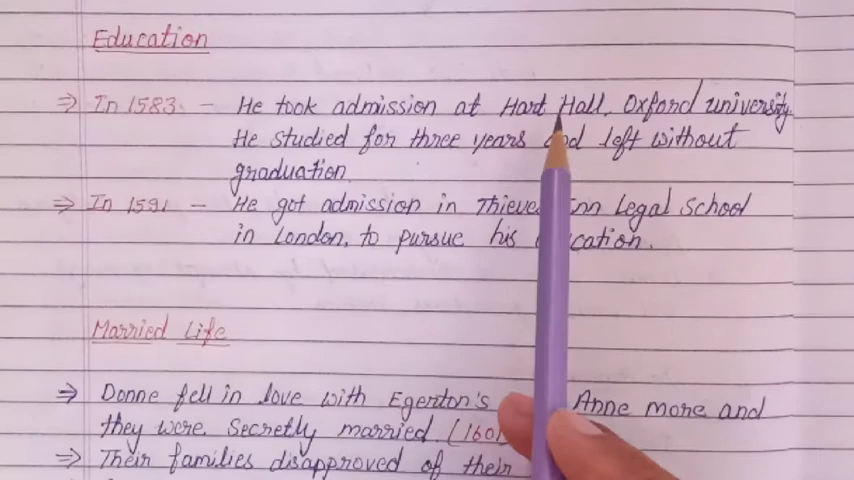 Education
⇒ In 1583 - He took admission at Hart Hall, Oxford university.
He studied for three years and left without
graduation.
⇒ In 1591 - He got admission in Thieves Inn Legal School
in London, to pursue his education.
Married Life
⇒ Donne fell in love with Egerton's Anne More and
they were secretly married. (1601
⇒ Their families disapproved of their